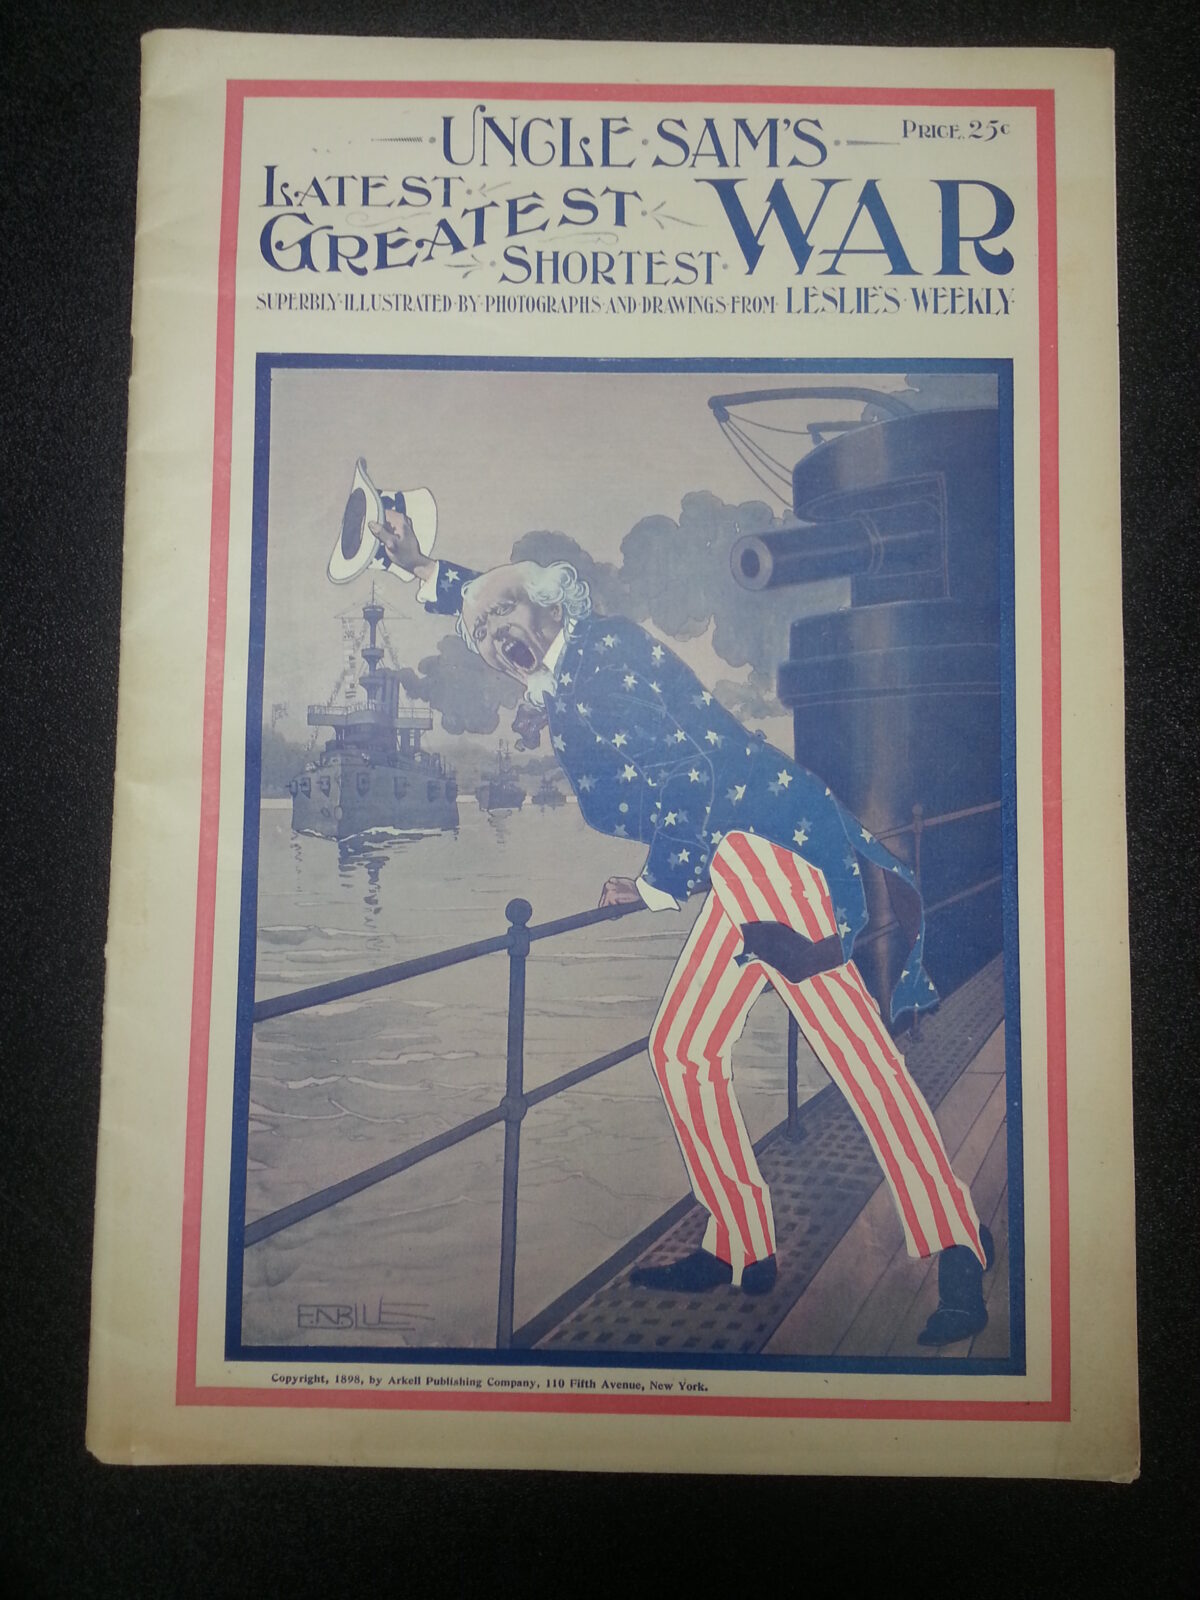 UNCLE SAM'S
PRICE, 25c
LATEST
GREATEST
SHORTEST
WAR
SUPERBLY ILLUSTRATED BY PHOTOGRAPHS AND DRAWINGS FROM LESLIE'S WEEKLY
F.N.BLUE
Copyright, 1898, by Arkell Publishing Company, 110 Fifth Avenue, New York.